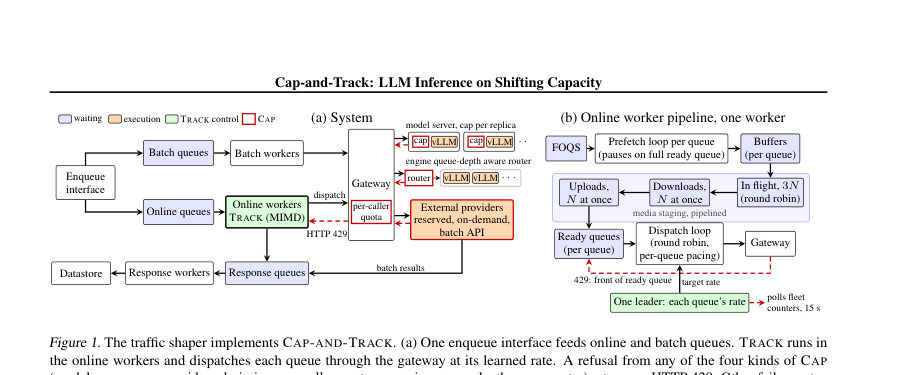 Cap-and-Track: LLM Inference on Shifting Capacity
waiting execution TRACK control CAP
(a) System
Batch queues
Batch workers
Enqueue
interface
Online queues
Online workers
TRACK (MIMD)
dispatch
HTTP 429
Gateway
per-caller
quota
model server, cap per replica
cap vLLM cap vLLM · ·
engine queue-depth aware router
router vLLM vLLM · · ·
External providers
reserved, on-demand,
batch API
batch results
Datastore
Response workers
Response queues
(b) Online worker pipeline, one worker
FOQS
Prefetch loop per queue
(pauses on full ready queue)
Buffers
(per queue)
Uploads,
N at once
Downloads,
N at once
In flight, 3N
(round robin)
media staging, pipelined
Ready queues
(per queue)
Dispatch loop
(round robin,
per-queue pacing)
Gateway
429: front of ready queue
target rate
One leader: each queue's rate
polls fleet
counters, 15 s
Figure 1. The traffic shaper implements CAP-AND-TRACK. (a) One enqueue interface feeds online and batch queues. TRACK runs in
the online workers and dispatches each queue through the gateway at its learned rate. A refusal from any of the four kinds of CAP